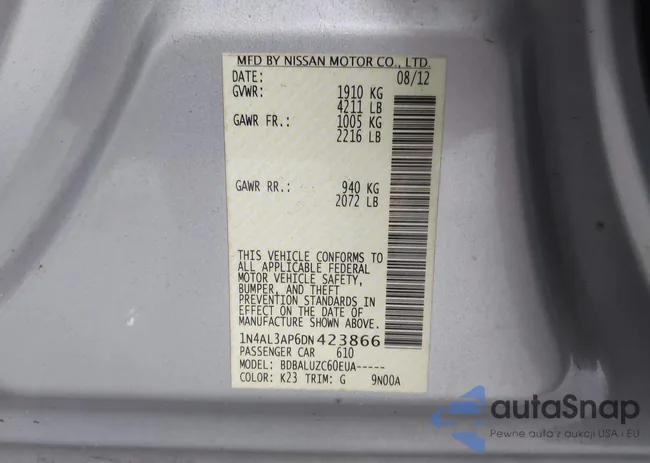 MFD BY NISSAN MOTOR CO., LTD.
DATE: 08/12
GVWR: 1910 KG
4211 LB
GAWR FR.: 1005 KG
2216 LB
GAWR RR.: 940 KG
2072 LB
THIS VEHICLE CONFORMS TO
ALL APPLICABLE FEDERAL
MOTOR VEHICLE SAFETY,
BUMPER, AND THEFT
PREVENTION STANDARDS IN
EFFECT ON THE DATE OF
MANUFACTURE SHOWN ABOVE.
1N4AL3AP6DN423866
PASSENGER CAR 610
MODEL: BDBALUZC60EUA-----
COLOR: K23 TRIM: G 9N00A
autaSnap
Pewne auta z aukcji USA i EU